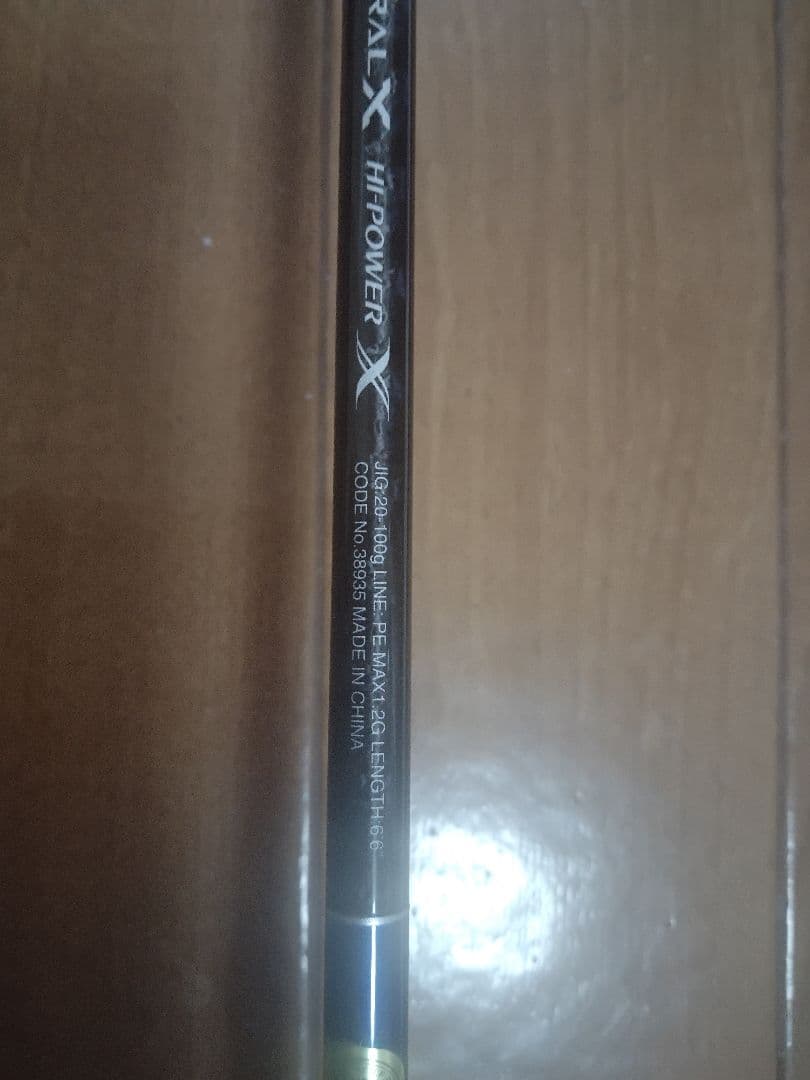 RAL X HI-POWER X
JIG:20-100g LINE: PE MAX1.2G LENGTH:6'6"
CODE No.38935 MADE IN CHINA